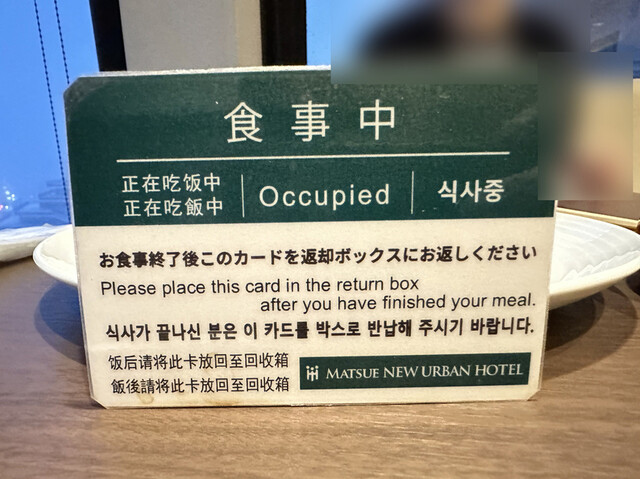 食事中
正在吃饭中
正在吃飯中
Occupied
식사중
お食事終了後このカードを返却ボックスにお返しください
Please place this card in the return box
after you have finished your meal.
식사가 끝나신 분은 이 카드를 박스로 반납해 주시기 바랍니다.
饭后请将此卡放回至回收箱
飯後請将此卡放回至回收箱
MATSUE NEW URBAN HOTEL